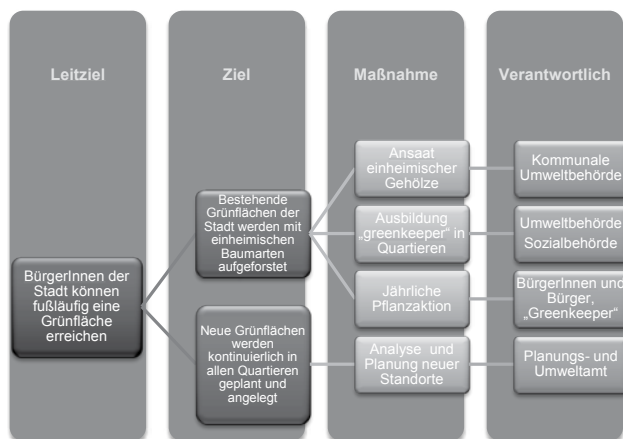 Leitziel
Ziel
Maßnahme
Verantwortlich
BürgerInnen der
Stadt können
fußläufig eine
Grünfläche
erreichen
Bestehende
Grünflächen der
Stadt werden mit
einheimischen
Baumarten
aufgeforstet
Neue Grünflächen
werden
kontinuierlich in
allen Quartieren
geplant und
angelegt
Ansaat
einheimischer
Gehölze
Ausbildung
„greenkeeper“ in
Quartieren
Jährliche
Pflanzaktion
Analyse und
Planung neuer
Standorte
Kommunale
Umweltbehörde
Umweltbehörde
Sozialbehörde
BürgerInnen und
Bürger,
„Greenkeeper“
Planungs- und
Umweltamt